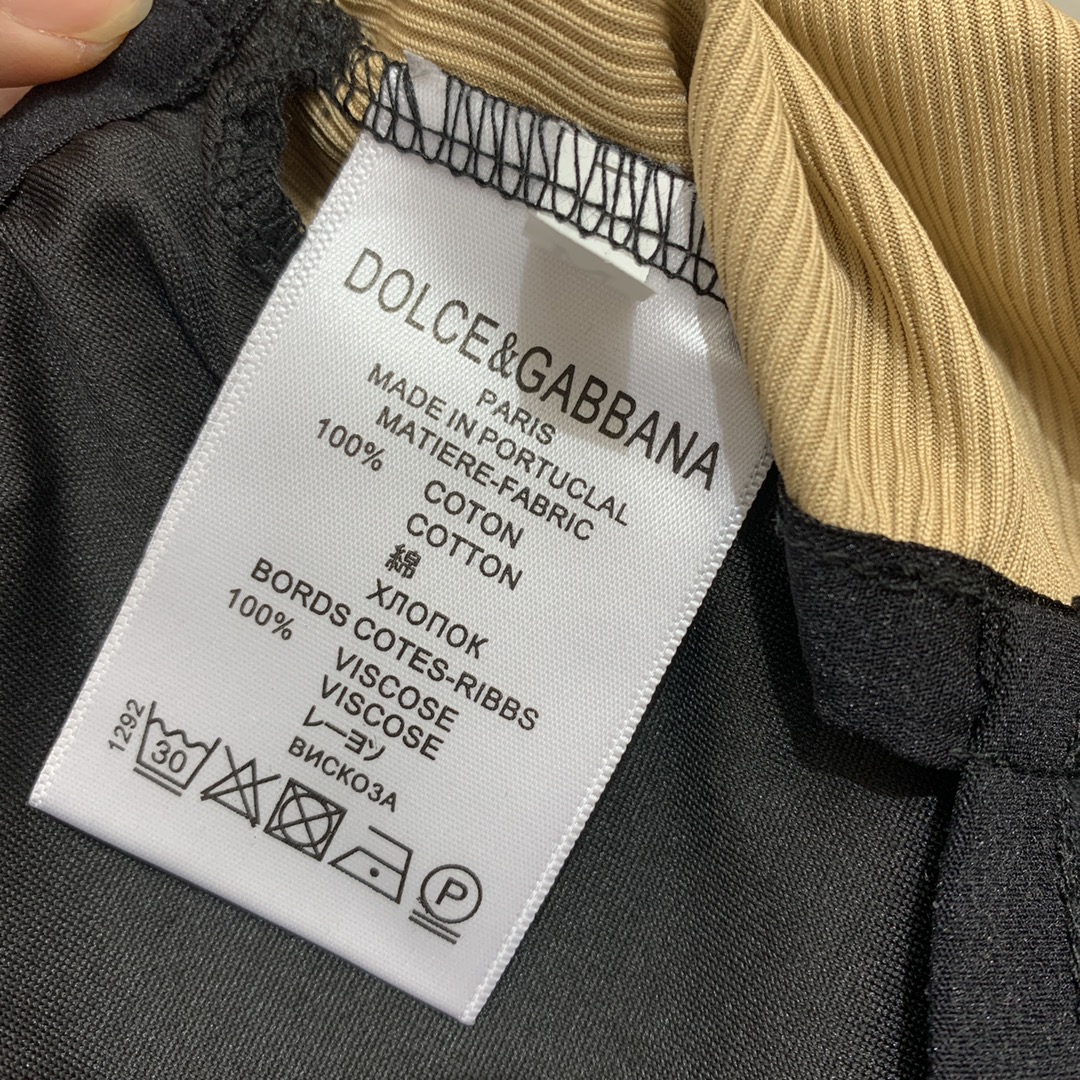 DOLCE&GABBANA
PARIS
MADE IN PORTUCLAL
MATIERE-FABRIC
100%
COTON
COTTON
綿
ХЛОПОК
BORDS COTES-RIBBS
100%
VISCOSE
VISCOSE
レーヨン
ВИСКОЗА
1292
30
P